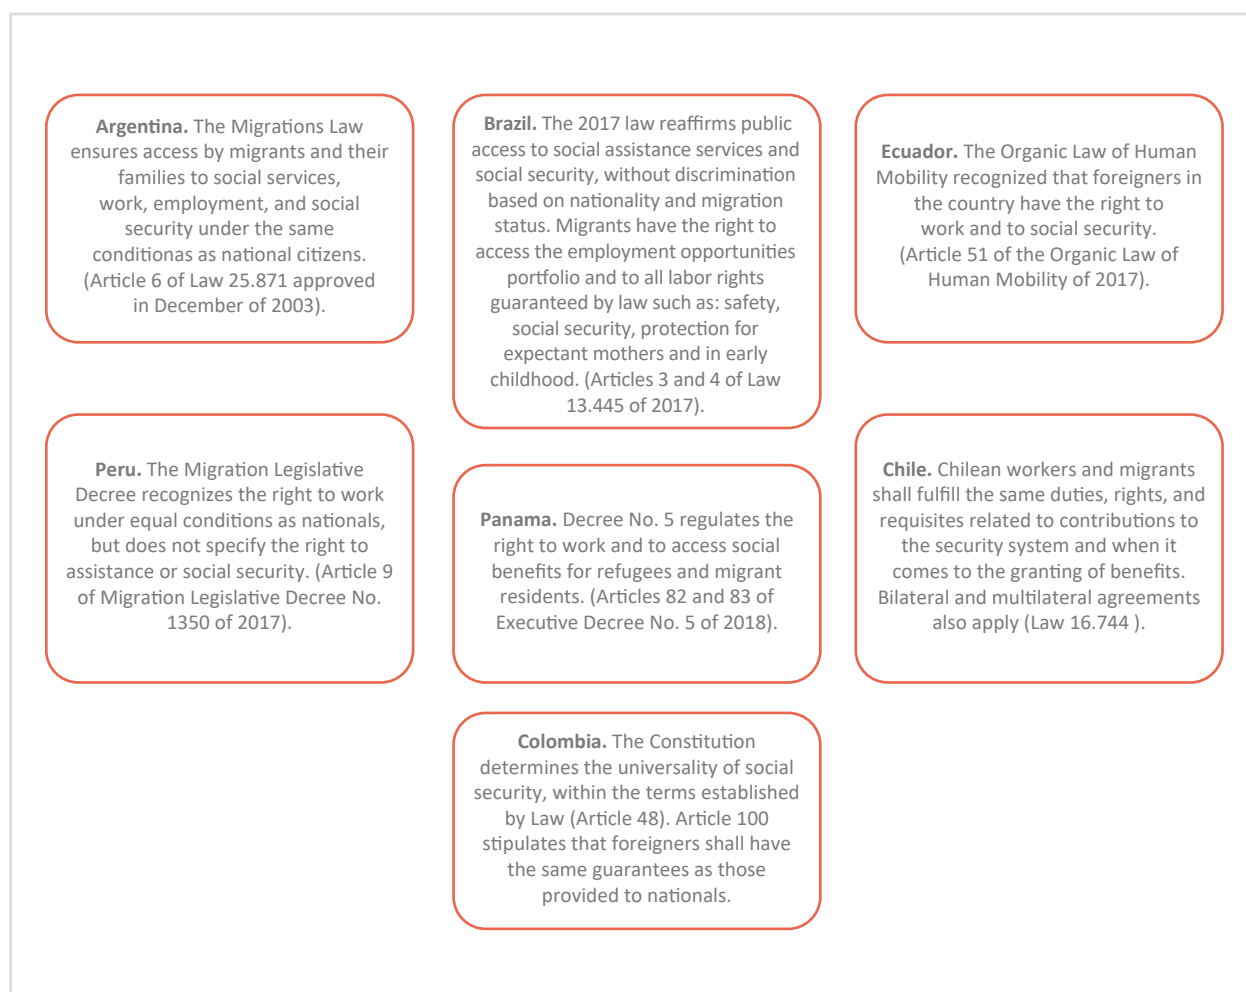 Argentina. The Migrations Law
ensures access by migrants and their
families to social services,
work, employment, and social
security under the same
conditionas as national citizens.
(Article 6 of Law 25.871 approved
in December of 2003).
Brazil. The 2017 law reaffirms public
access to social assistance services and
social security, without discrimination
based on nationality and migration
status. Migrants have the right to
access the employment opportunities
portfolio and to all labor rights
guaranteed by law such as: safety,
social security, protection for
expectant mothers and in early
childhood. (Articles 3 and 4 of Law
13.445 of 2017).
Ecuador. The Organic Law of Human
Mobility recognized that foreigners in
the country have the right to
work and to social security.
(Article 51 of the Organic Law of
Human Mobility of 2017).
Peru. The Migration Legislative
Decree recognizes the right to work
under equal conditions as nationals,
but does not specify the right to
assistance or social security. (Article 9
of Migration Legislative Decree No.
1350 of 2017).
Panama. Decree No. 5 regulates the
right to work and to access social
benefits for refugees and migrant
residents. (Articles 82 and 83 of
Executive Decree No. 5 of 2018).
Chile. Chilean workers and migrants
shall fulfill the same duties, rights, and
requisites related to contributions to
the security system and when it
comes to the granting of benefits.
Bilateral and multilateral agreements
also apply (Law 16.744 ).
Colombia. The Constitution
determines the universality of social
security, within the terms established
by Law (Article 48). Article 100
stipulates that foreigners shall have
the same guarantees as those
provided to nationals.